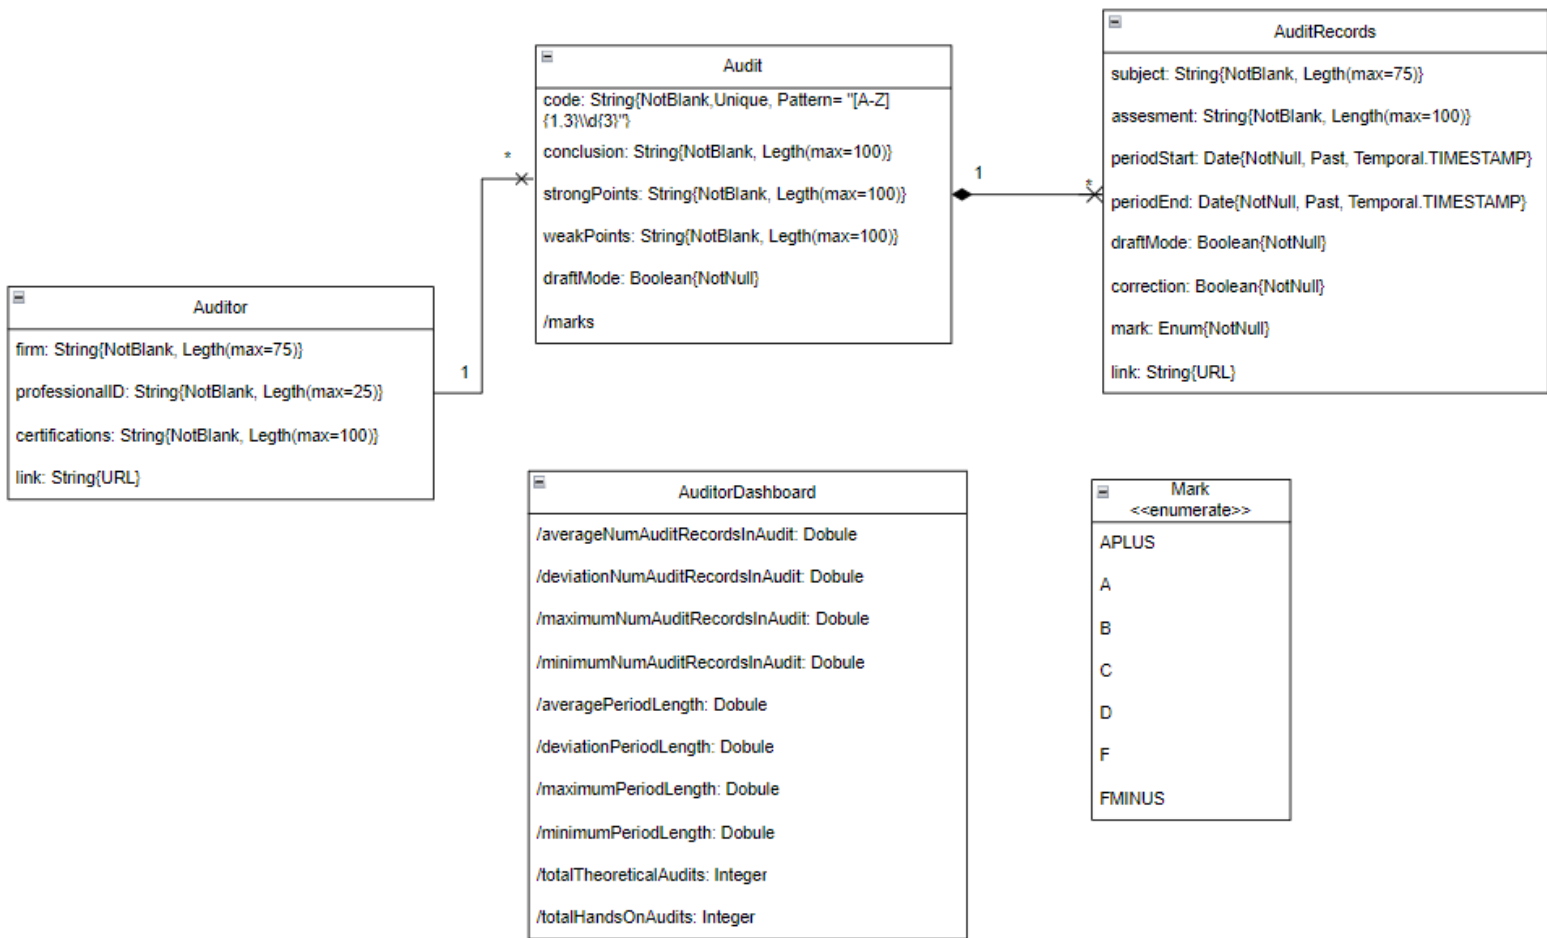 Auditor
firm: String{NotBlank, Legth(max=75)}
professionalID: String{NotBlank, Legth(max=25)}
certifications: String{NotBlank, Legth(max=100)}
link: String{URL}
1
*
Audit
code: String{NotBlank,Unique, Pattern= "[A-Z]
{1.3}\\d{3}"}
conclusion: String{NotBlank, Legth(max=100)}
strongPoints: String{NotBlank, Legth(max=100)}
weakPoints: String{NotBlank, Legth(max=100)}
draftMode: Boolean{NotNull}
/marks
1
*
AuditRecords
subject: String{NotBlank, Legth(max=75)}
assesment: String{NotBlank, Length(max=100)}
periodStart: Date{NotNull, Past, Temporal.TIMESTAMP}
periodEnd: Date{NotNull, Past, Temporal.TIMESTAMP}
draftMode: Boolean{NotNull}
correction: Boolean{NotNull}
mark: Enum{NotNull}
link: String{URL}
AuditorDashboard
/averageNumAuditRecordsInAudit: Dobule
/deviationNumAuditRecordsInAudit: Dobule
/maximumNumAuditRecordsInAudit: Dobule
/minimumNumAuditRecordsInAudit: Dobule
/averagePeriodLength: Dobule
/deviationPeriodLength: Dobule
/maximumPeriodLength: Dobule
/minimumPeriodLength: Dobule
/totalTheoreticalAudits: Integer
/totalHandsOnAudits: Integer
Mark
<<enumerate>>
APLUS
A
B
C
D
F
FMINUS